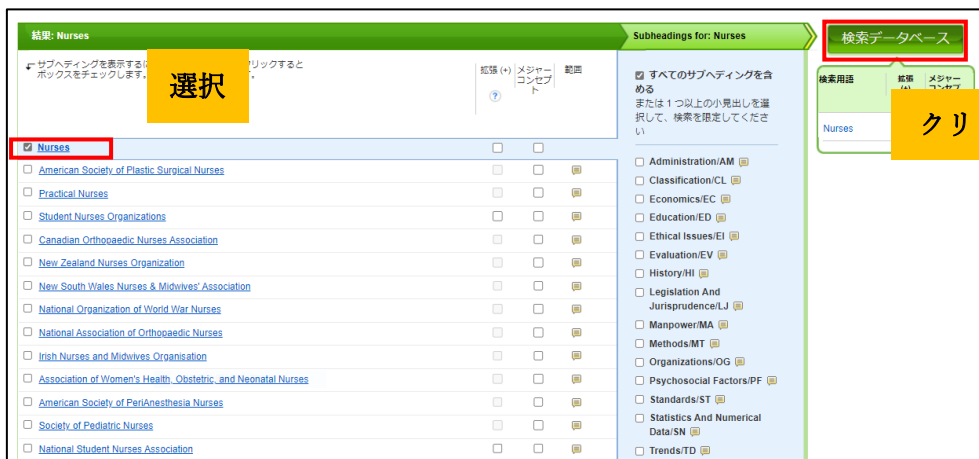 結果: Nurses
サブヘディングを表示する
リックすると
ボックスをチェックします。
す。
選択
拡張 (+)
メジャーコンセプト
範囲
?
Nurses
American Society of Plastic Surgical Nurses
Practical Nurses
Student Nurses Organizations
Canadian Orthopaedic Nurses Association
New Zealand Nurses Organization
New South Wales Nurses & Midwives' Association
National Organization of World War Nurses
National Association of Orthopaedic Nurses
Irish Nurses and Midwives Organisation
Association of Women's Health, Obstetric, and Neonatal Nurses
American Society of PeriAnesthesia Nurses
Society of Pediatric Nurses
National Student Nurses Association
Subheadings for: Nurses
すべてのサブヘディングを含
める
または 1 つ以上の小見出しを選
択して、検索を限定してくださ
い
Administration/AM
Classification/CL
Economics/EC
Education/ED
Ethical Issues/EI
Evaluation/EV
History/HI
Legislation And
Jurisprudence/LJ
Manpower/MA
Methods/MT
Organizations/OG
Psychosocial Factors/PF
Standards/ST
Statistics And Numerical
Data/SN
Trends/TD
検索データベース
検索用語
拡張
(+)
メジャー
コンセプ
Nurses
クリ